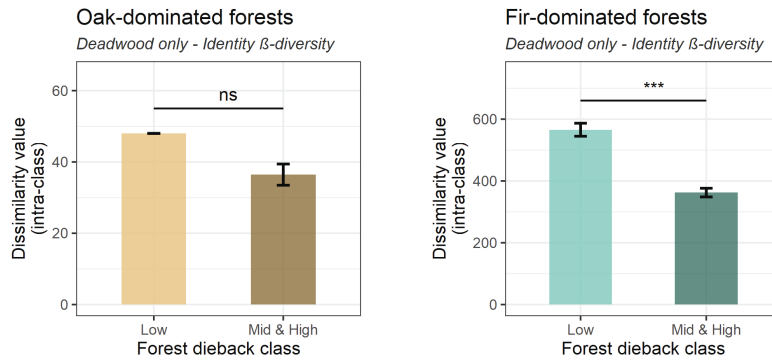 Oak-dominated forests
Deadwood only - Identity ß-diversity
Dissimilarity value
(intra-class)
60
40
20
0
ns
Low
Mid & High
Forest dieback class
Fir-dominated forests
Deadwood only - Identity ß-diversity
Dissimilarity value
(intra-class)
600
400
200
0
***
Low
Mid & High
Forest dieback class